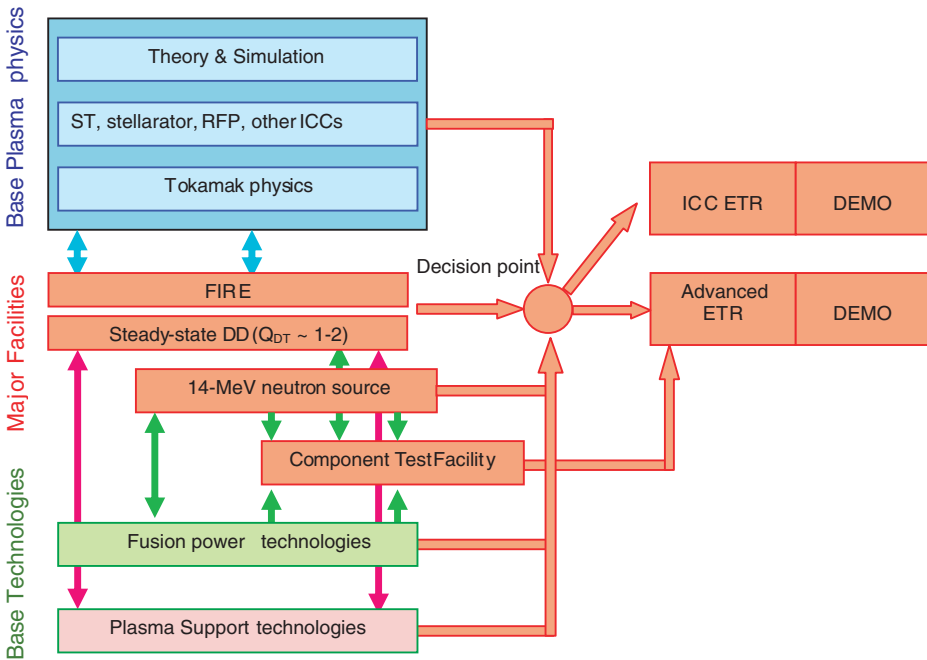 Base Plasma physics
Theory & Simulation
ST, stellarator, RFP, other ICCs
Tokamak physics
ICC ETR
DEMO
Decision point
Major Facilities
FIRE
Advanced
ETR
DEMO
Steady-state DD (QDT ~ 1-2)
14-MeV neutron source
Component TestFacility
Base Technologies
Fusion power technologies
Plasma Support technologies